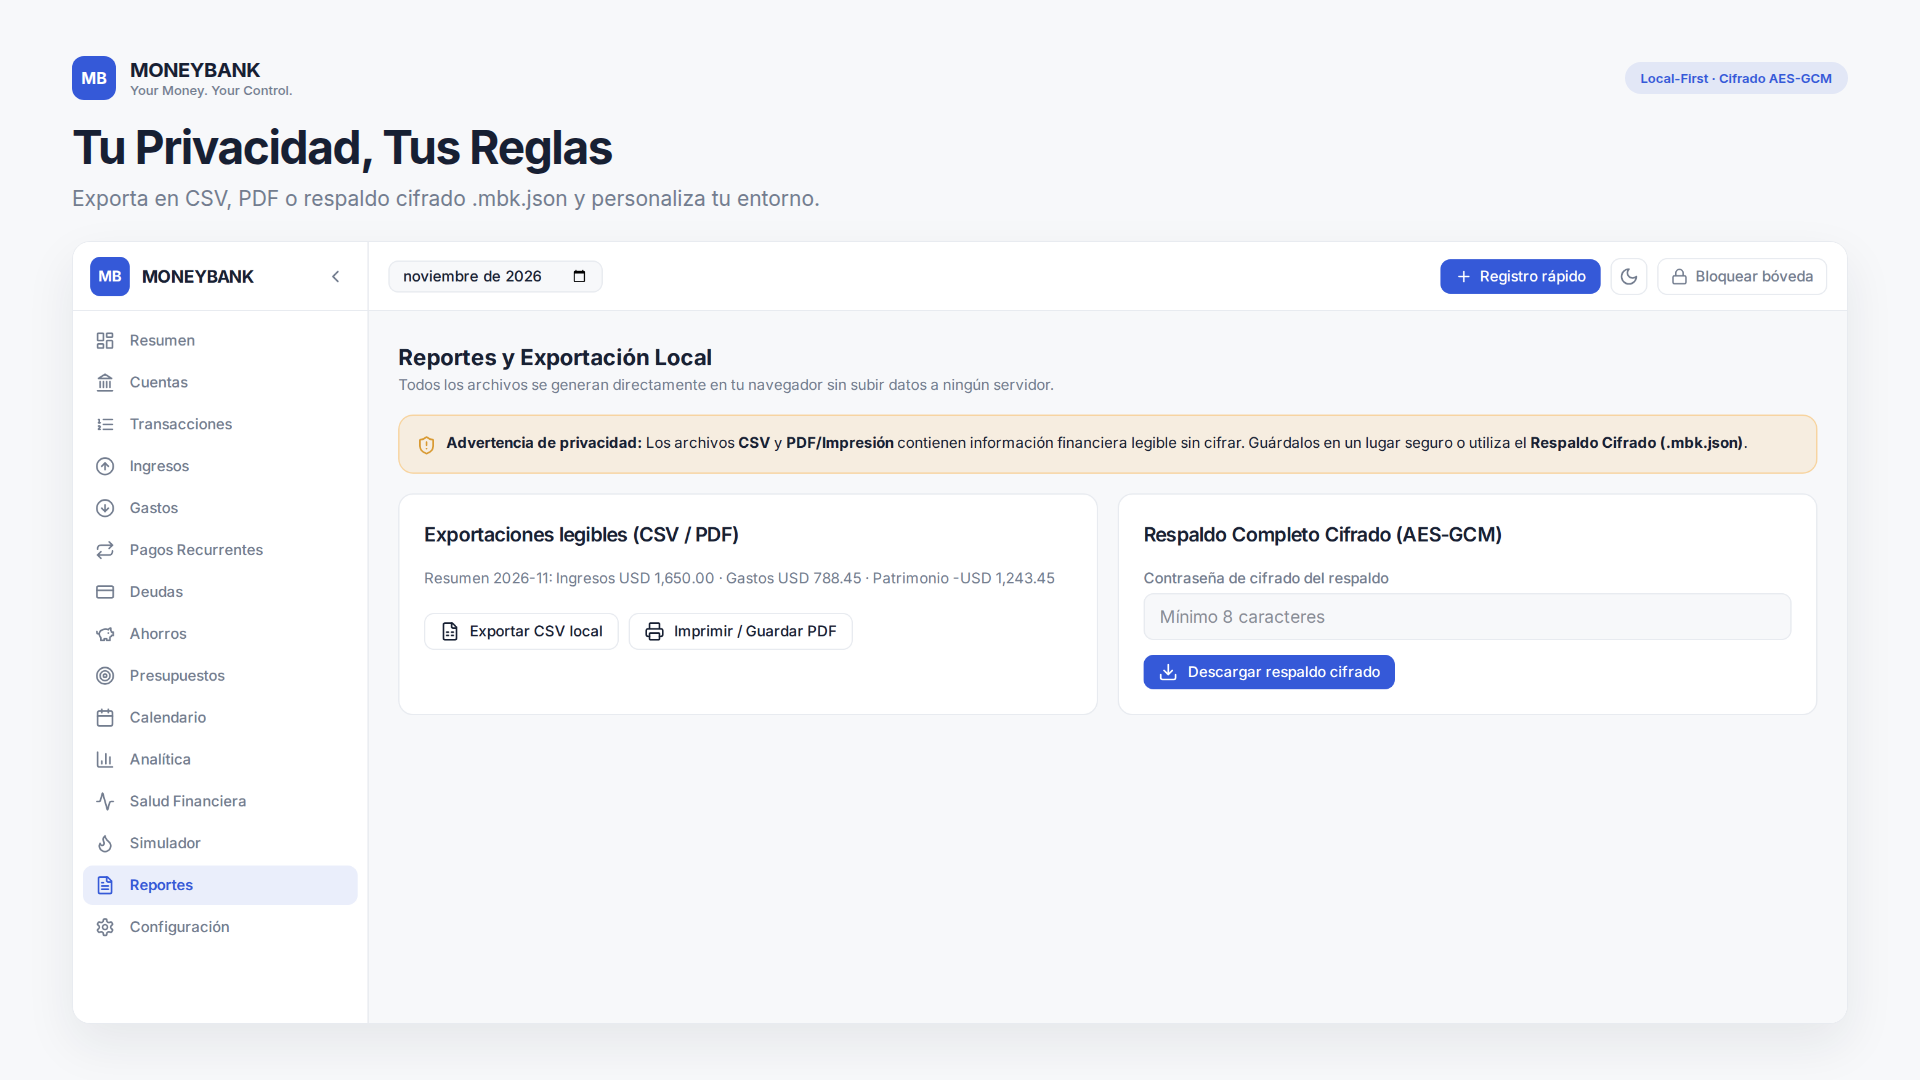 MB
MONEYBANK
Your Money. Your Control.
Local-First · Cifrado AES-GCM
Tu Privacidad, Tus Reglas
Exporta en CSV, PDF o respaldo cifrado .mbk.json y personaliza tu entorno.
MB
MONEYBANK
noviembre de 2026
Registro rápido
Bloquear bóveda
Resumen
Cuentas
Transacciones
Ingresos
Gastos
Pagos Recurrentes
Deudas
Ahorros
Presupuestos
Calendario
Analítica
Salud Financiera
Simulador
Reportes
Configuración
Reportes y Exportación Local
Todos los archivos se generan directamente en tu navegador sin subir datos a ningún servidor.
Advertencia de privacidad: Los archivos CSV y PDF/Impresión contienen información financiera legible sin cifrar. Guárdalos en un lugar seguro o utiliza el Respaldo Cifrado (.mbk.json).
Exportaciones legibles (CSV / PDF)
Resumen 2026-11: Ingresos USD 1,650.00 · Gastos USD 788.45 · Patrimonio -USD 1,243.45
Exportar CSV local
Imprimir / Guardar PDF
Respaldo Completo Cifrado (AES-GCM)
Contraseña de cifrado del respaldo
Mínimo 8 caracteres
Descargar respaldo cifrado